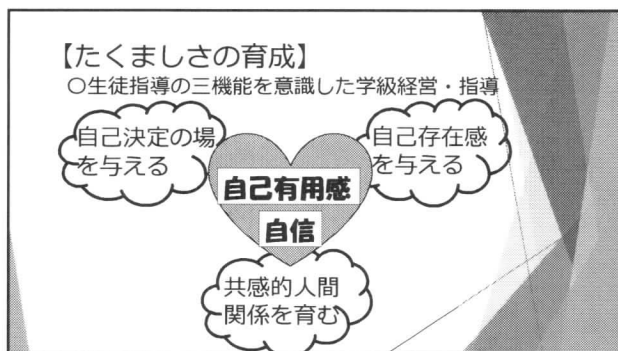 【たくましさの育成】
○生徒指導の三機能を意識した学級経営・指導
自己決定の場
を与える
自己存在感
を与える
自己有用感
自信
共感的人間
関係を育む